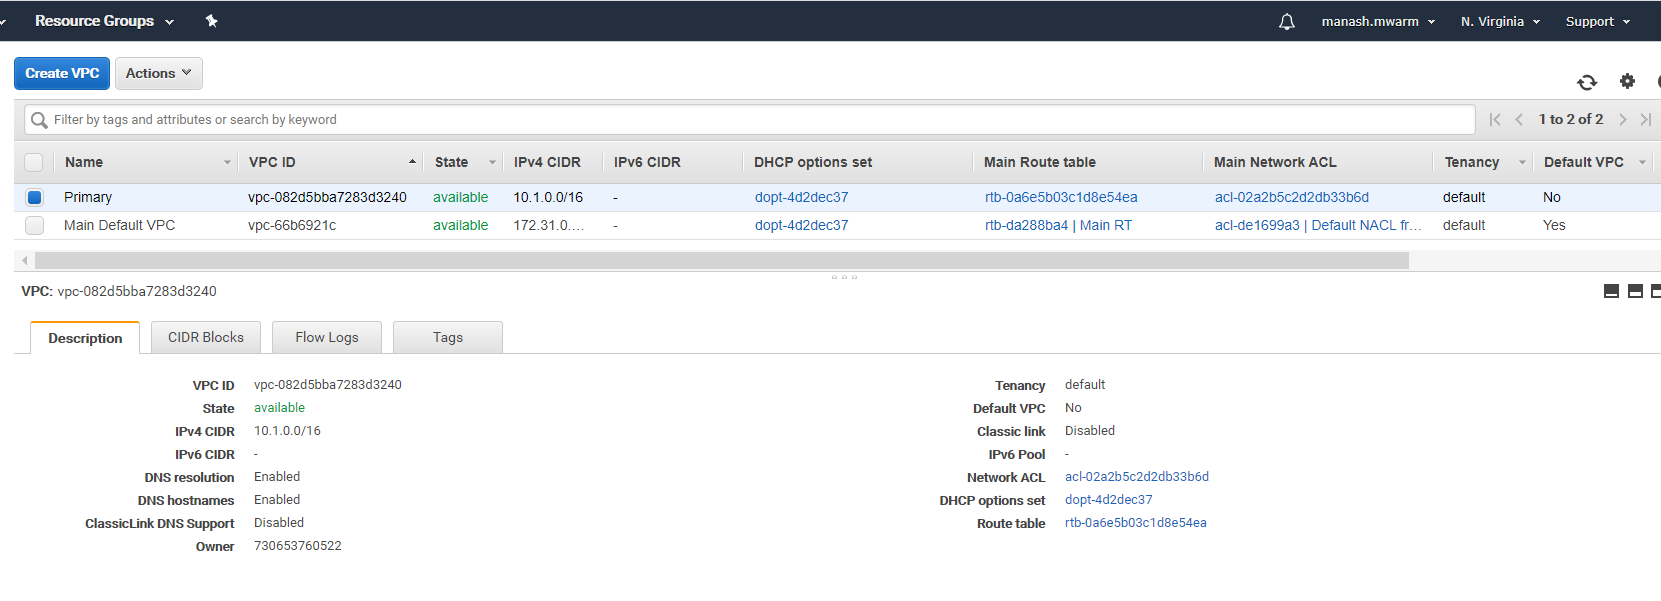 Resource Groups manash.mwarm N. Virginia Support
Create VPC Actions
Filter by tags and attributes or search by keyword 1 to 2 of 2
Name VPC ID State IPv4 CIDR IPv6 CIDR DHCP options set Main Route table Main Network ACL Tenancy Default VPC
Primary vpc-082d5bba7283d3240 available 10.1.0.0/16 - dopt-4d2dec37 rtb-0a6e5b03c1d8e54ea acl-02a2b5c2d2db33b6d default No
Main Default VPC vpc-66b6921c available 172.31.0.... - dopt-4d2dec37 rtb-da288ba4 | Main RT acl-de1699a3 | Default NACL fr... default Yes
VPC: vpc-082d5bba7283d3240
Description CIDR Blocks Flow Logs Tags
VPC ID vpc-082d5bba7283d3240 Tenancy default
State available Default VPC No
IPv4 CIDR 10.1.0.0/16 Classic link Disabled
IPv6 CIDR - IPv6 Pool -
DNS resolution Enabled Network ACL acl-02a2b5c2d2db33b6d
DNS hostnames Enabled DHCP options set dopt-4d2dec37
ClassicLink DNS Support Disabled Route table rtb-0a6e5b03c1d8e54ea
Owner 730653760522